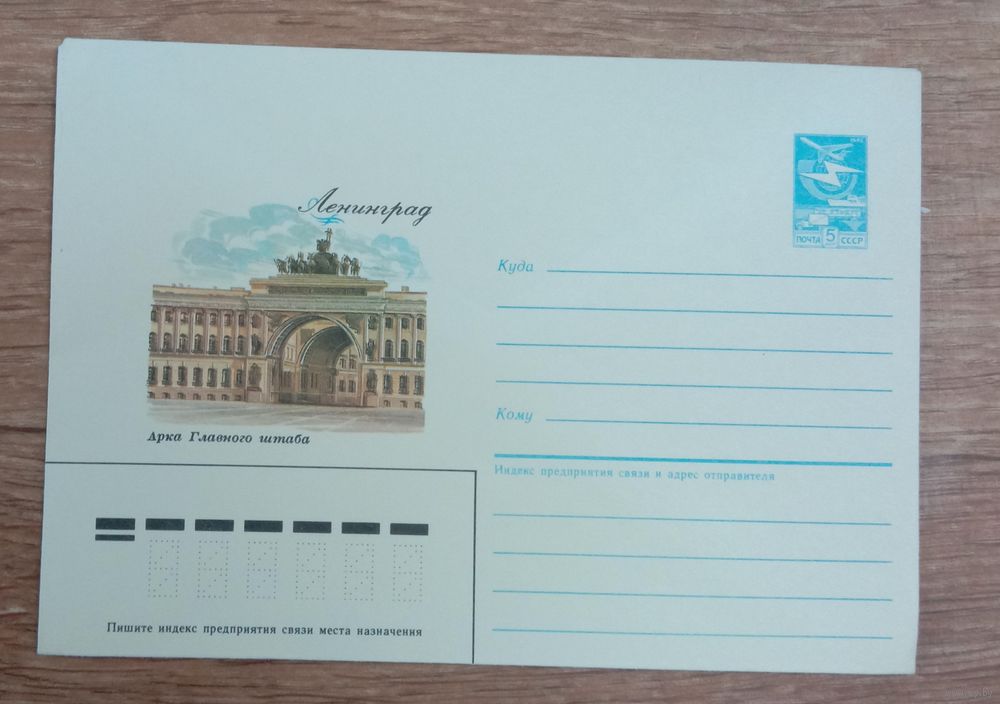 Ленинград
Арка Главного штаба
ПОЧТА 5 СССР
Куда
Кому
Индекс предприятия связи и адрес отправителя
Пишите индекс предприятия связи места назначения